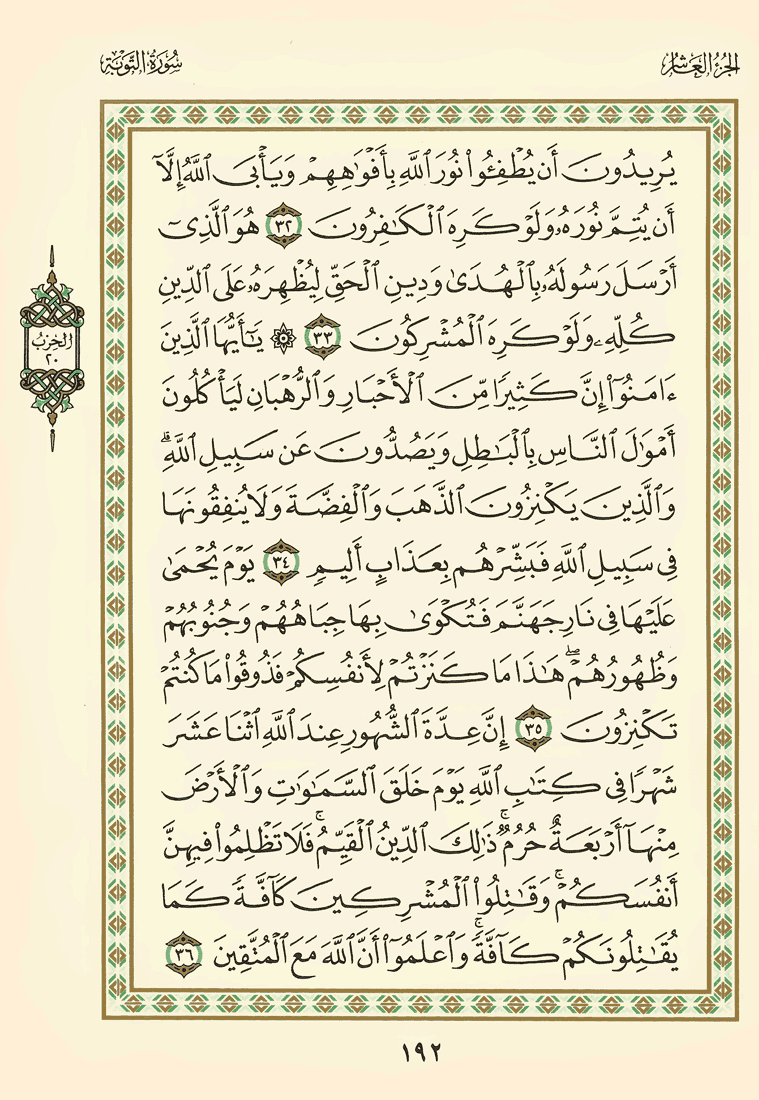 الجزء العاشر
سورة التوبة
يُرِيدُونَ أَن يُطْفِـُٔوا۟ نُورَ ٱللَّهِ بِأَفْوَٰهِهِمْ وَيَأْبَى ٱللَّهُ إِلَّآ
أَن يُتِمَّ نُورَهُۥ وَلَوْ كَرِهَ ٱلْكَـٰفِرُونَ ٣٢ هُوَ ٱلَّذِىٓ
أَرْسَلَ رَسُولَهُۥ بِٱلْهُدَىٰ وَدِينِ ٱلْحَقِّ لِيُظْهِرَهُۥ عَلَى ٱلدِّينِ
كُلِّهِۦ وَلَوْ كَرِهَ ٱلْمُشْرِكُونَ ٣٣ ۞ يَـٰٓأَيُّهَا ٱلَّذِينَ
ءَامَنُوٓا۟ إِنَّ كَثِيرًا مِّنَ ٱلْأَحْبَارِ وَٱلرُّهْبَانِ لَيَأْكُلُونَ
أَمْوَٰلَ ٱلنَّاسِ بِٱلْبَـٰطِلِ وَيَصُدُّونَ عَن سَبِيلِ ٱللَّهِ ۗ
وَٱلَّذِينَ يَكْنِزُونَ ٱلذَّهَبَ وَٱلْفِضَّةَ وَلَا يُنفِقُونَهَا
فِى سَبِيلِ ٱللَّهِ فَبَشِّرْهُم بِعَذَابٍ أَلِيمٍ ٣٤ يَوْمَ يُحْمَىٰ
عَلَيْهَا فِى نَارِ جَهَنَّمَ فَتُكْوَىٰ بِهَا جِبَاهُهُمْ وَجُنُوبُهُمْ
وَظُهُورُهُمْ ۖ هَـٰذَا مَا كَنَزْتُمْ لِأَنفُسِكُمْ فَذُوقُوا۟ مَا كُنتُمْ
تَكْنِزُونَ ٣٥ إِنَّ عِدَّةَ ٱلشُّهُورِ عِندَ ٱللَّهِ ٱثْنَا عَشَرَ
شَهْرًا فِى كِتَـٰبِ ٱللَّهِ يَوْمَ خَلَقَ ٱلسَّمَـٰوَٰتِ وَٱلْأَرْضَ
مِنْهَآ أَرْبَعَةٌ حُرُمٌ ۚ ذَٰلِكَ ٱلدِّينُ ٱلْقَيِّمُ ۚ فَلَا تَظْلِمُوا۟ فِيهِنَّ
أَنفُسَكُمْ ۚ وَقَـٰتِلُوا۟ ٱلْمُشْرِكِينَ كَآفَّةً كَمَا
يُقَـٰتِلُونَكُمْ كَآفَّةً ۚ وَٱعْلَمُوٓا۟ أَنَّ ٱللَّهَ مَعَ ٱلْمُتَّقِينَ ٣٦
الحزب
٢٠
١٩٢